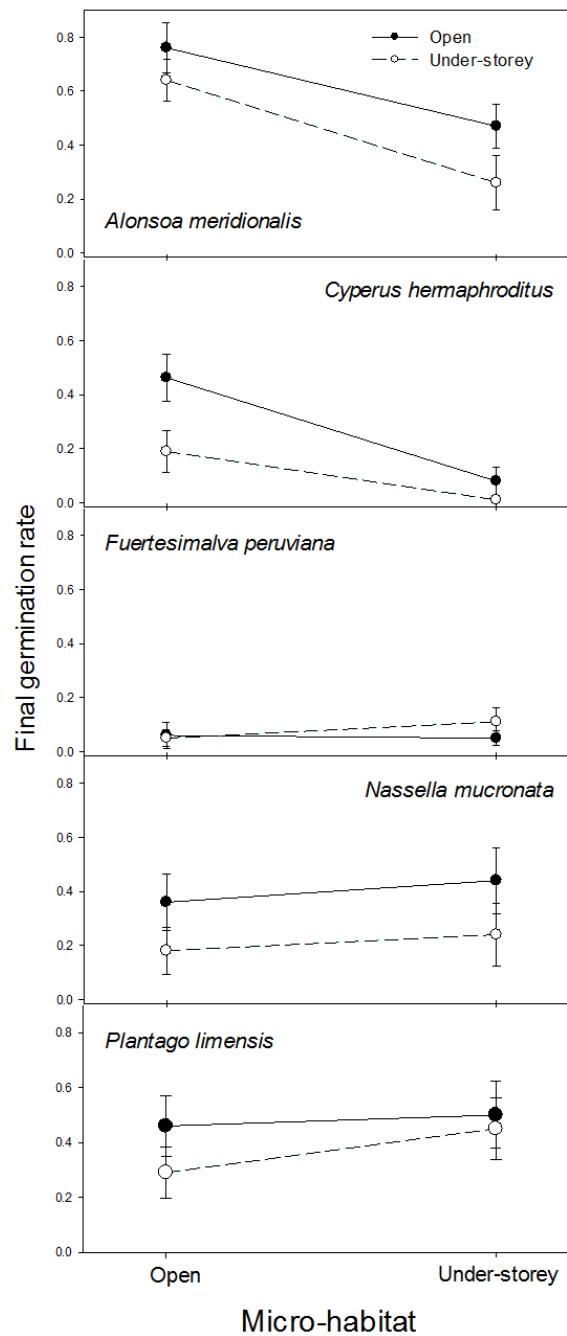 0.8
0.6
0.4
0.2
0.0
Open
Under-storey
Alonsoa meridionalis
0.8
0.6
0.4
0.2
0.0
Cyperus hermaphroditus
0.8
0.6
0.4
0.2
0.0
Fuertesimalva peruviana
0.8
0.6
0.4
0.2
0.0
Nassella mucronata
0.8
0.6
0.4
0.2
0.0
Plantago limensis
Final germination rate
Open Under-storey
Micro-habitat